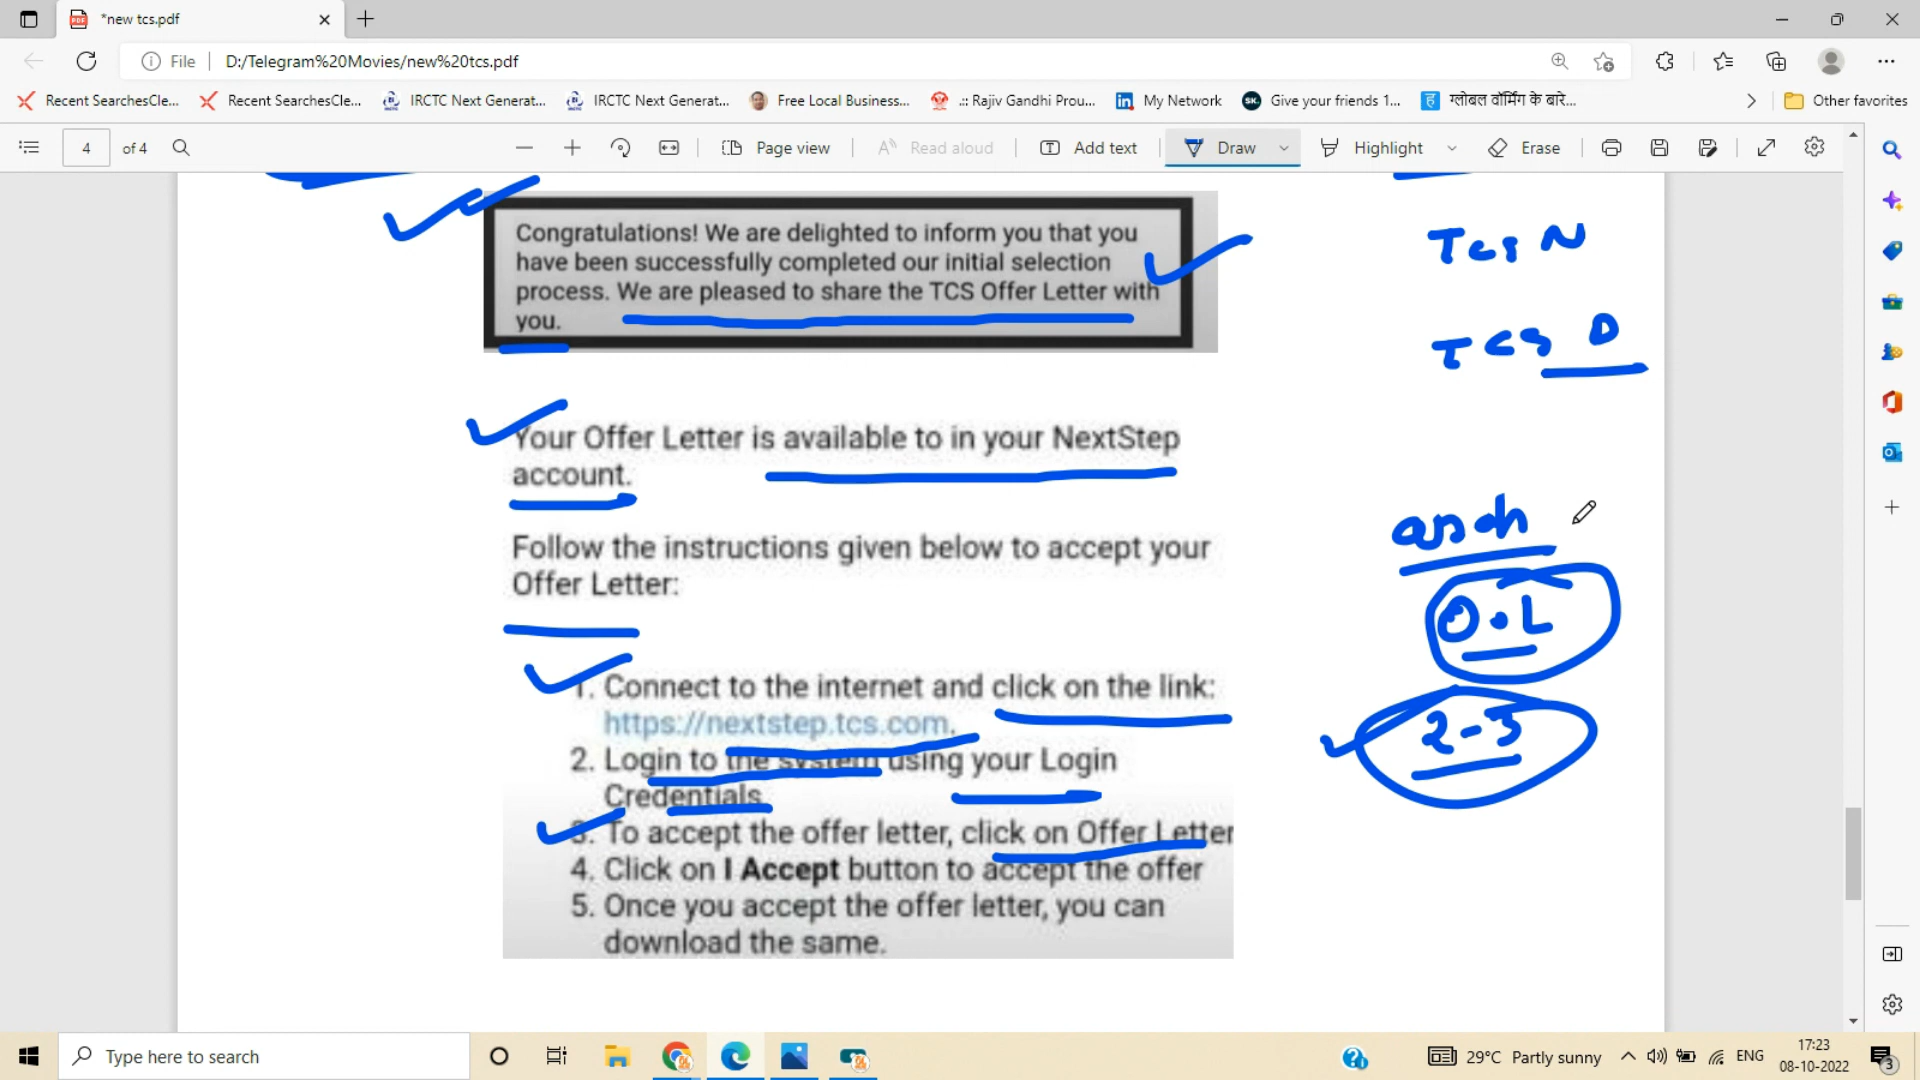 *new tcs.pdf
File D:/Telegram%20Movies/new%20tcs.pdf
Recent SearchesCle... Recent SearchesCle... IRCTC Next Generat... IRCTC Next Generat... Free Local Business... .:: Rajiv Gandhi Prou... My Network Give your friends 1... ग्लोबल वॉर्मिंग के बारे... Other favorites
4 of 4 Page view Read aloud Add text Draw Highlight Erase
Congratulations! We are delighted to inform you that you
have been successfully completed our initial selection
process. We are pleased to share the TCS Offer Letter with
you.
TCS N
TCS D
Your Offer Letter is available to in your NextStep
account.
Follow the instructions given below to accept your
Offer Letter:
O.L
2-3
1. Connect to the internet and click on the link:
https://nextstep.tcs.com.
2. Login to the system using your Login
Credentials
3. To accept the offer letter, click on Offer Letter
4. Click on I Accept button to accept the offer
5. Once you accept the offer letter, you can
download the same.
Type here to search
29°C Partly sunny ENG 17:23
08-10-2022
3